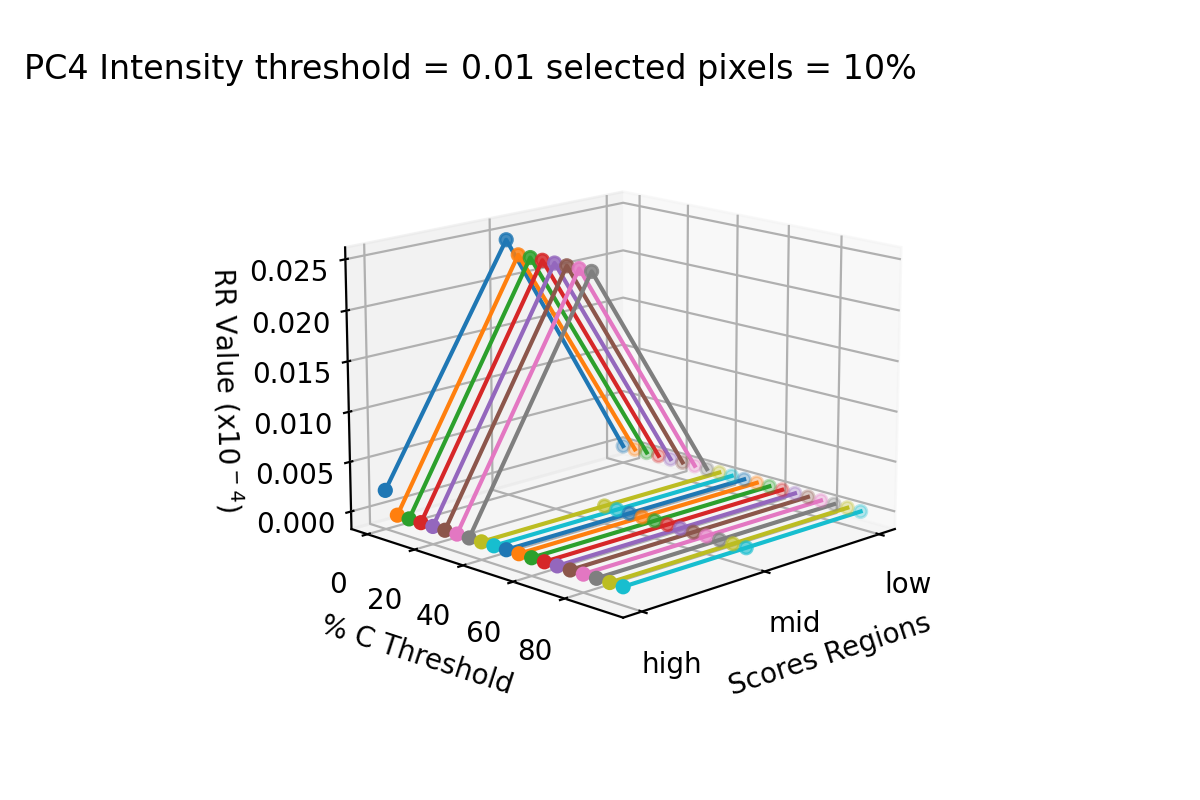 PC4 Intensity threshold = 0.01 selected pixels = 10%
0.025
0.020
0.015
0.010
0.005
0.000
RR Value (x10⁻⁴)
0
20
40
60
80
% C Threshold
high
mid
low
Scores Regions